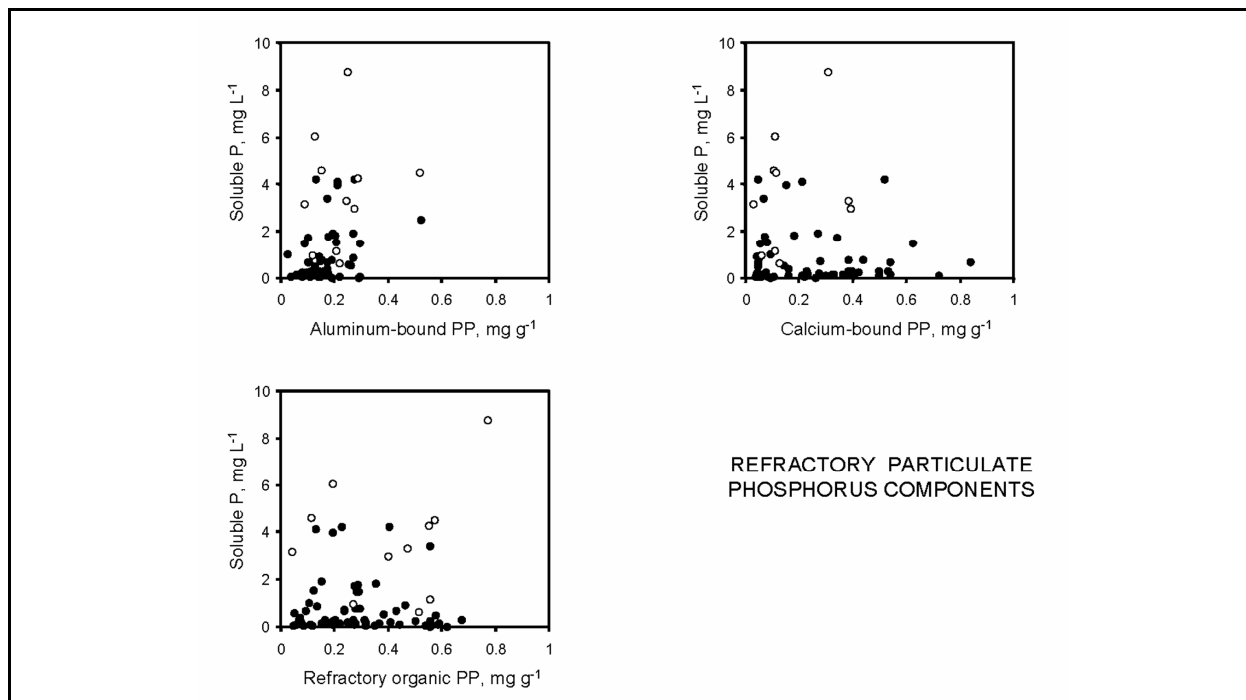 10
8
6
4
2
0
Soluble P, mg L-1
0 0.2 0.4 0.6 0.8 1
Aluminum-bound PP, mg g-1
10
8
6
4
2
0
Soluble P, mg L-1
0 0.2 0.4 0.6 0.8 1
Calcium-bound PP, mg g-1
10
8
6
4
2
0
Soluble P, mg L-1
0 0.2 0.4 0.6 0.8 1
Refractory organic PP, mg g-1
REFRACTORY PARTICULATE
PHOSPHORUS COMPONENTS